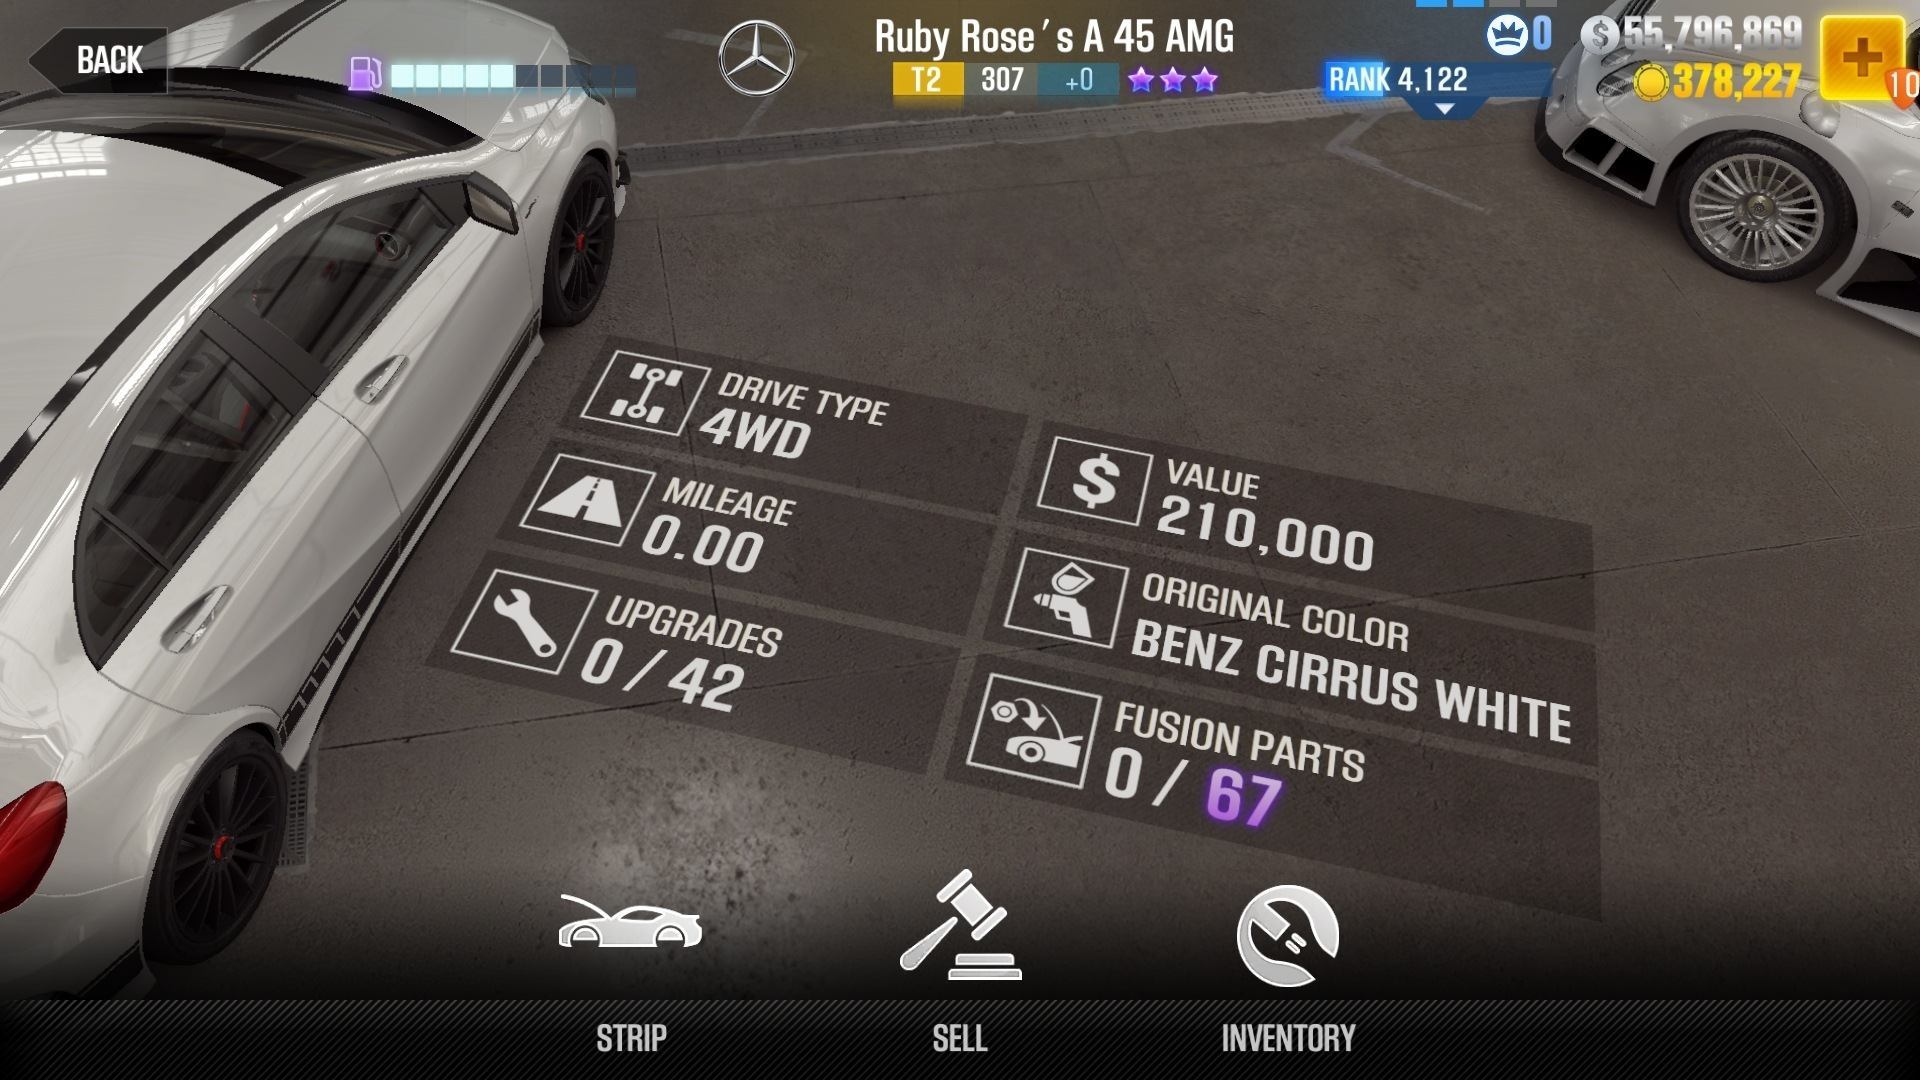 BACK
Ruby Rose's A 45 AMG
T2 307 +0
RANK 4,122
0
55,796,869
378,227
10
DRIVE TYPE
4WD
MILEAGE
0.00
UPGRADES
0 / 42
VALUE
210,000
ORIGINAL COLOR
BENZ CIRRUS WHITE
FUSION PARTS
0 / 67
STRIP
SELL
INVENTORY